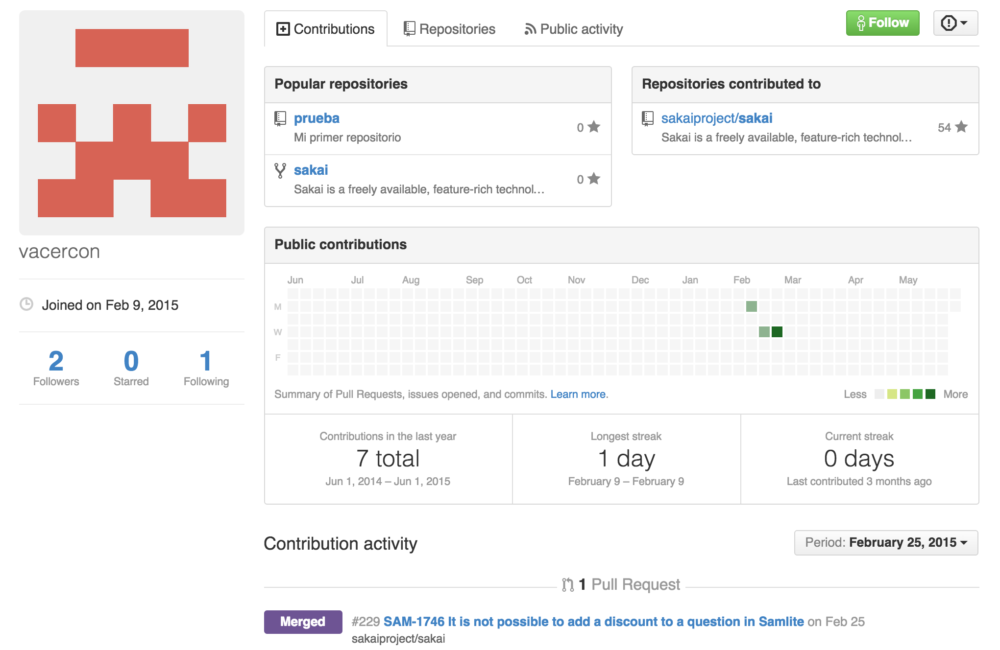 Contributions
Repositories
Public activity
Follow
Popular repositories
prueba
Mi primer repositorio
0
sakai
Sakai is a freely available, feature-rich technol…
0
Repositories contributed to
sakaiproject/sakai
Sakai is a freely available, feature-rich technol…
54
vacercon
Joined on Feb 9, 2015
2 Followers
0 Starred
1 Following
Public contributions
Jun Jul Aug Sep Oct Nov Dec Jan Feb Mar Apr May
M
W
F
Summary of Pull Requests, issues opened, and commits. Learn more.
Less More
Contributions in the last year
7 total
Jun 1, 2014 – Jun 1, 2015
Longest streak
1 day
February 9 – February 9
Current streak
0 days
Last contributed 3 months ago
Contribution activity
Period: February 25, 2015
1 Pull Request
Merged
#229 SAM-1746 It is not possible to add a discount to a question in Samlite on Feb 25
sakaiproject/sakai